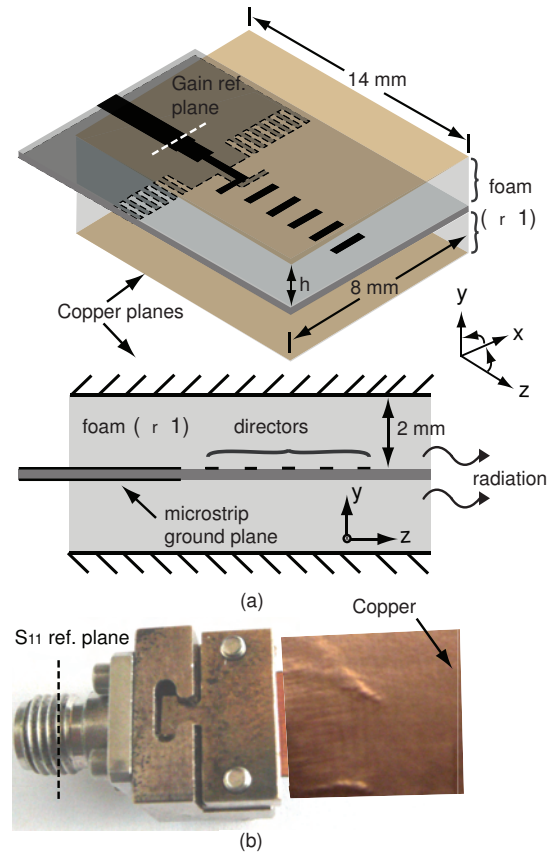 Gain ref.
plane
14 mm
foam
( r 1)
h
8 mm
Copper planes
y
x
z
foam ( r 1)
directors
2 mm
radiation
microstrip
ground plane
y
z
(a)
S11 ref. plane
Copper
(b)